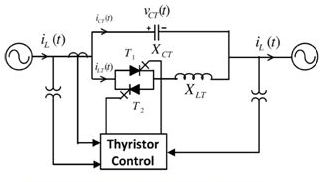 v_CT(t)
i_CT(t)
+ -
i_L(t)
X_CT
i_L(t)
T_1
i_LT(t)
X_LT
T_2
Thyristor
Control